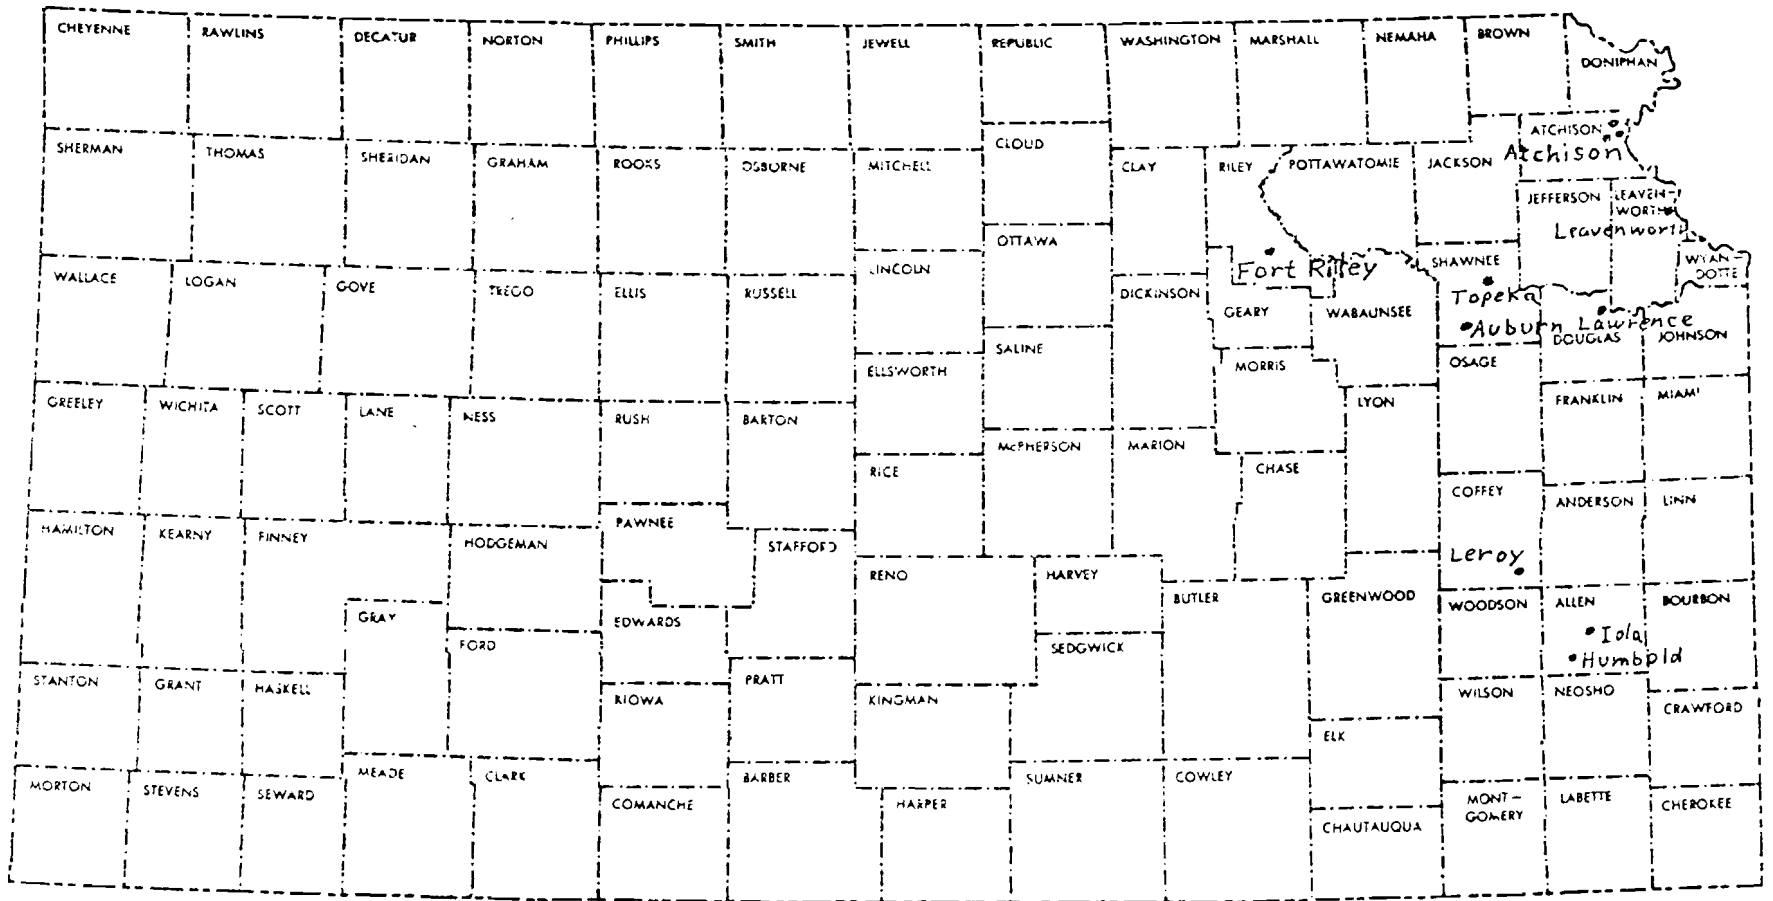 CHEYENNE
RAWLINS
DECATUR
NORTON
PHILLIPS
SMITH
JEWELL
REPUBLIC
WASHINGTON
MARSHALL
NEMAHA
BROWN
DONIPHAN
SHERMAN
THOMAS
SHERIDAN
GRAHAM
ROOKS
OSBORNE
MITCHELL
CLOUD
CLAY
RILEY
POTTAWATOMIE
JACKSON
ATCHISON
Atchison
JEFFERSON
LEAVEN-
WORTH
Leavenworth
OTTAWA
Fort Riley
SHAWNEE
WYAN-
DOTTE
WALLACE
LOGAN
GOVE
TREGO
ELLIS
RUSSELL
LINCOLN
DICKINSON
GEARY
WABAUNSEE
Topeka
Auburn
Lawrence
DOUGLAS
JOHNSON
SALINE
ELLSWORTH
MORRIS
OSAGE
GREELEY
WICHITA
SCOTT
LANE
NESS
RUSH
BARTON
LYON
FRANKLIN
MIAMI
RICE
McPHERSON
MARION
CHASE
COFFEY
ANDERSON
LINN
HAMILTON
KEARNY
FINNEY
HODGEMAN
PAWNEE
STAFFORD
Leroy
RENO
HARVEY
BUTLER
GREENWOOD
WOODSON
ALLEN
BOURBON
GRAY
FORD
EDWARDS
SEDGWICK
Iola
Humbold
STANTON
GRANT
HASKELL
KIOWA
PRATT
KINGMAN
WILSON
NEOSHO
CRAWFORD
ELK
MORTON
STEVENS
SEWARD
MEADE
CLARK
COMANCHE
BARBER
HARPER
SUMNER
COWLEY
CHAUTAUQUA
MONT-
GOMERY
LABETTE
CHEROKEE